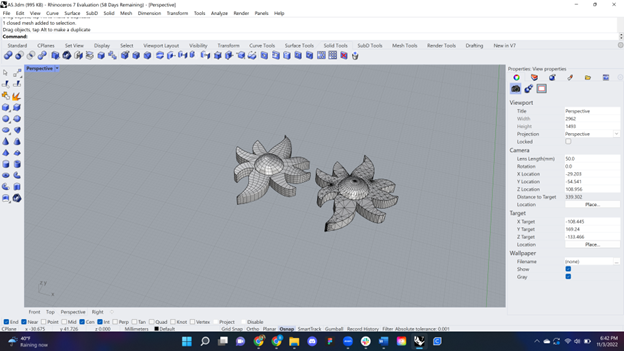 AS.3dm (995 KB) - Rhinoceros 7 Evaluation (58 Days Remaining) - [Perspective]
File Edit View Curve Surface SubD Solid Mesh Dimension Transform Tools Analyze Render Panels Help
1 closed mesh added to selection.
Drag objects, tap Alt to make a duplicate
Command:
Standard CPlanes Set View Display Select Viewport Layout Visibility Transform Curve Tools Surface Tools Solid Tools SubD Tools Mesh Tools Render Tools Drafting New in V7
Perspective
Properties: View properties
Viewport
Title Perspective
Width 2962
Height 1493
Projection Perspective
Locked
Camera
Lens Length(mm) 50.0
Rotation 0.0
X Location -29.203
Y Location -54.541
Z Location 108.956
Distance to Target 339.302
Location Place...
Target
X Target -108.445
Y Target 169.24
Z Target -133.466
Location Place...
Wallpaper
Filename (none)
Show
Gray
Front Top Perspective Right
End Near Point Mid Cen Int Perp Tan Quad Knot Vertex Project Disable
CPlane x -30.675 y 41.726 z 0.000 Millimeters Default Grid Snap Ortho Planar Osnap SmartTrack Gumball Record History Filter Absolute tolerance: 0.001
40°F
Raining now
6:42 PM
11/3/2022